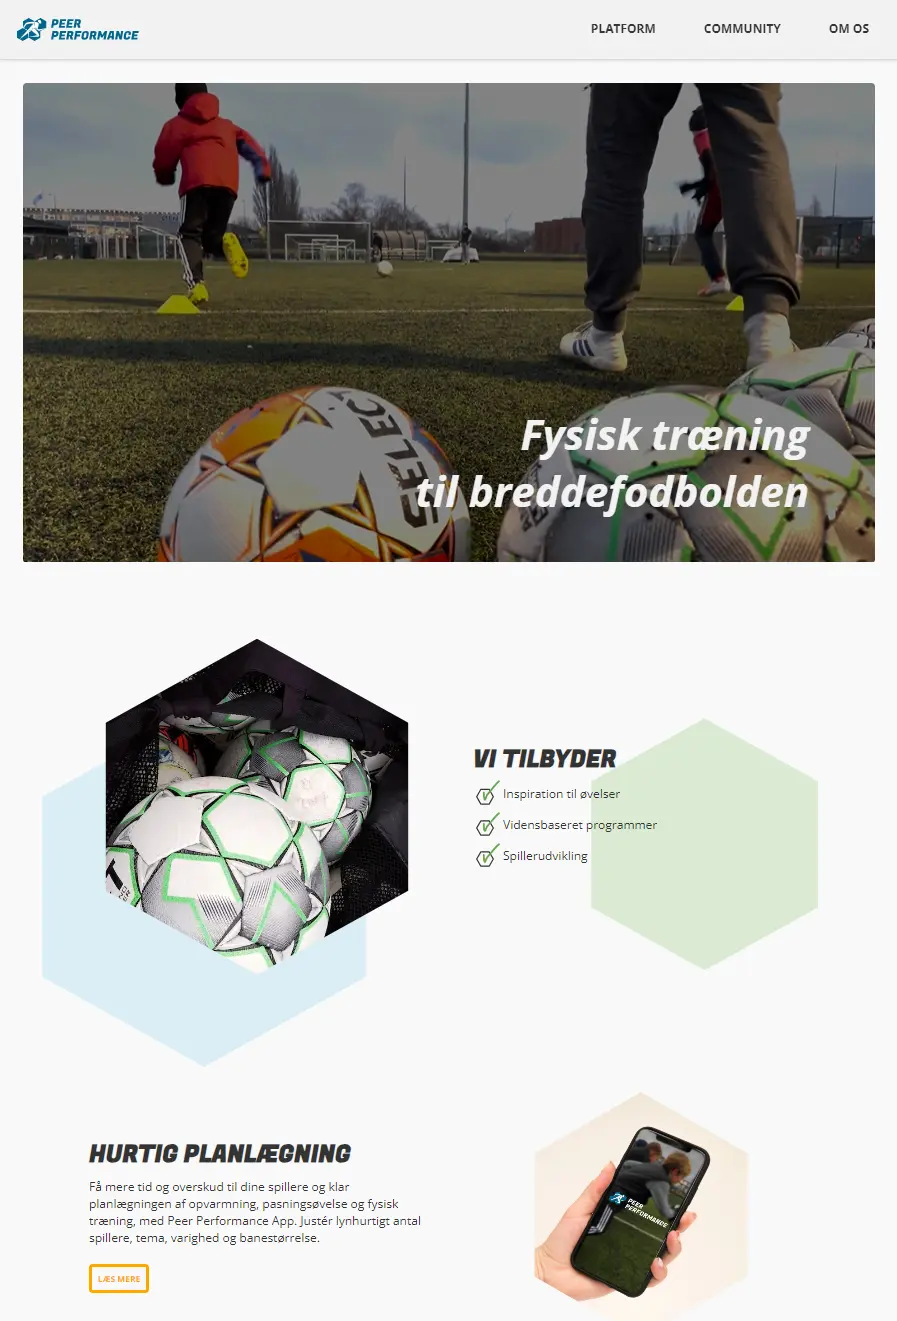 PEER
PERFORMANCE
PLATFORM
COMMUNITY
OM OS
SELECT
Fysisk træning
til breddefodbolden
VI TILBYDER
Inspiration til øvelser
Vidensbaseret programmer
Spillerudvikling
HURTIG PLANLÆGNING
Få mere tid og overskud til dine spillere og klar
planlægningen af opvarmning, pasningsøvelse og fysisk
træning, med Peer Performance App. Justér lynhurtigt antal
spillere, tema, varighed og banestørrelse.
PEER
PERFORMANCE
LÆS MERE